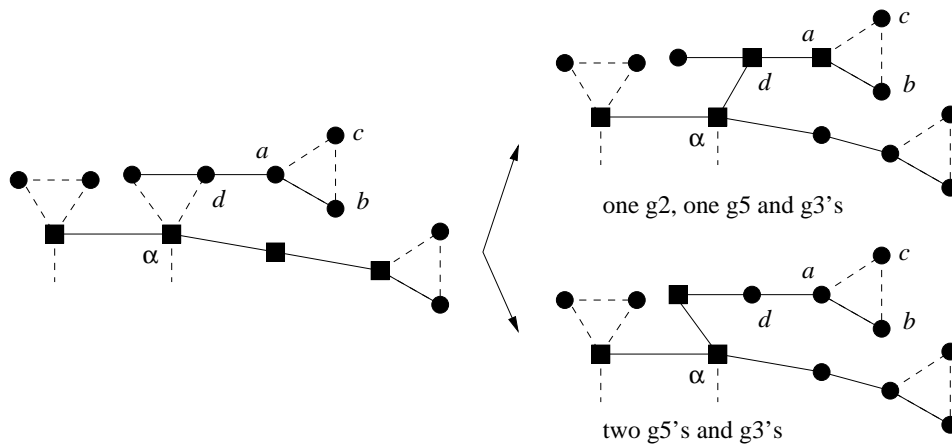 c
a
b
d
α
one g2, one g5 and g3's
c
a
b
d
α
c
a
b
d
α
two g5's and g3's